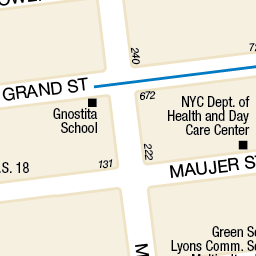 240
GRAND ST
672
Gnostita
School
NYC Dept. of
Health and Day
Care Center
222
131
.S. 18
MAUJER S
Green S
Lyons Comm. S